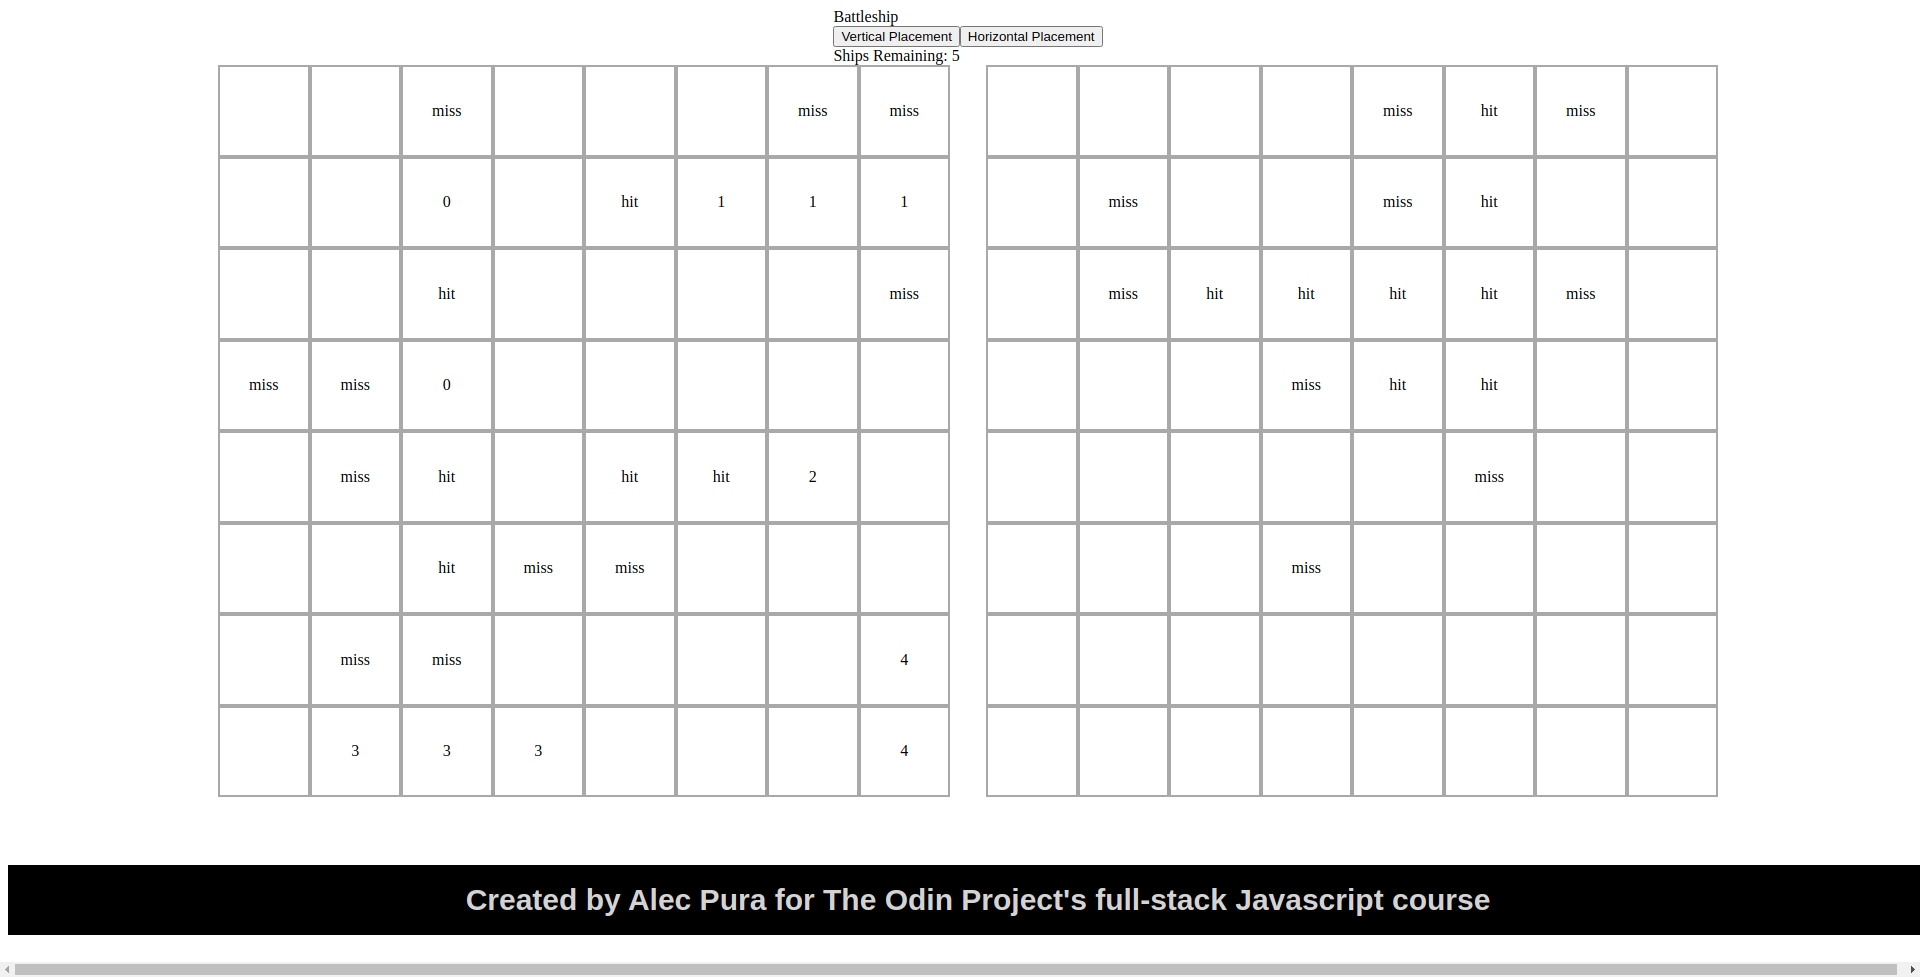 Battleship
Vertical Placement Horizontal Placement
Ships Remaining: 5
miss miss miss miss hit miss
0 hit 1 1 1 miss miss hit
hit miss miss hit hit hit hit miss
miss miss 0 miss hit hit
miss hit hit hit 2 miss
hit miss miss miss
miss miss 4
3 3 3 4
Created by Alec Pura for The Odin Project's full-stack Javascript course